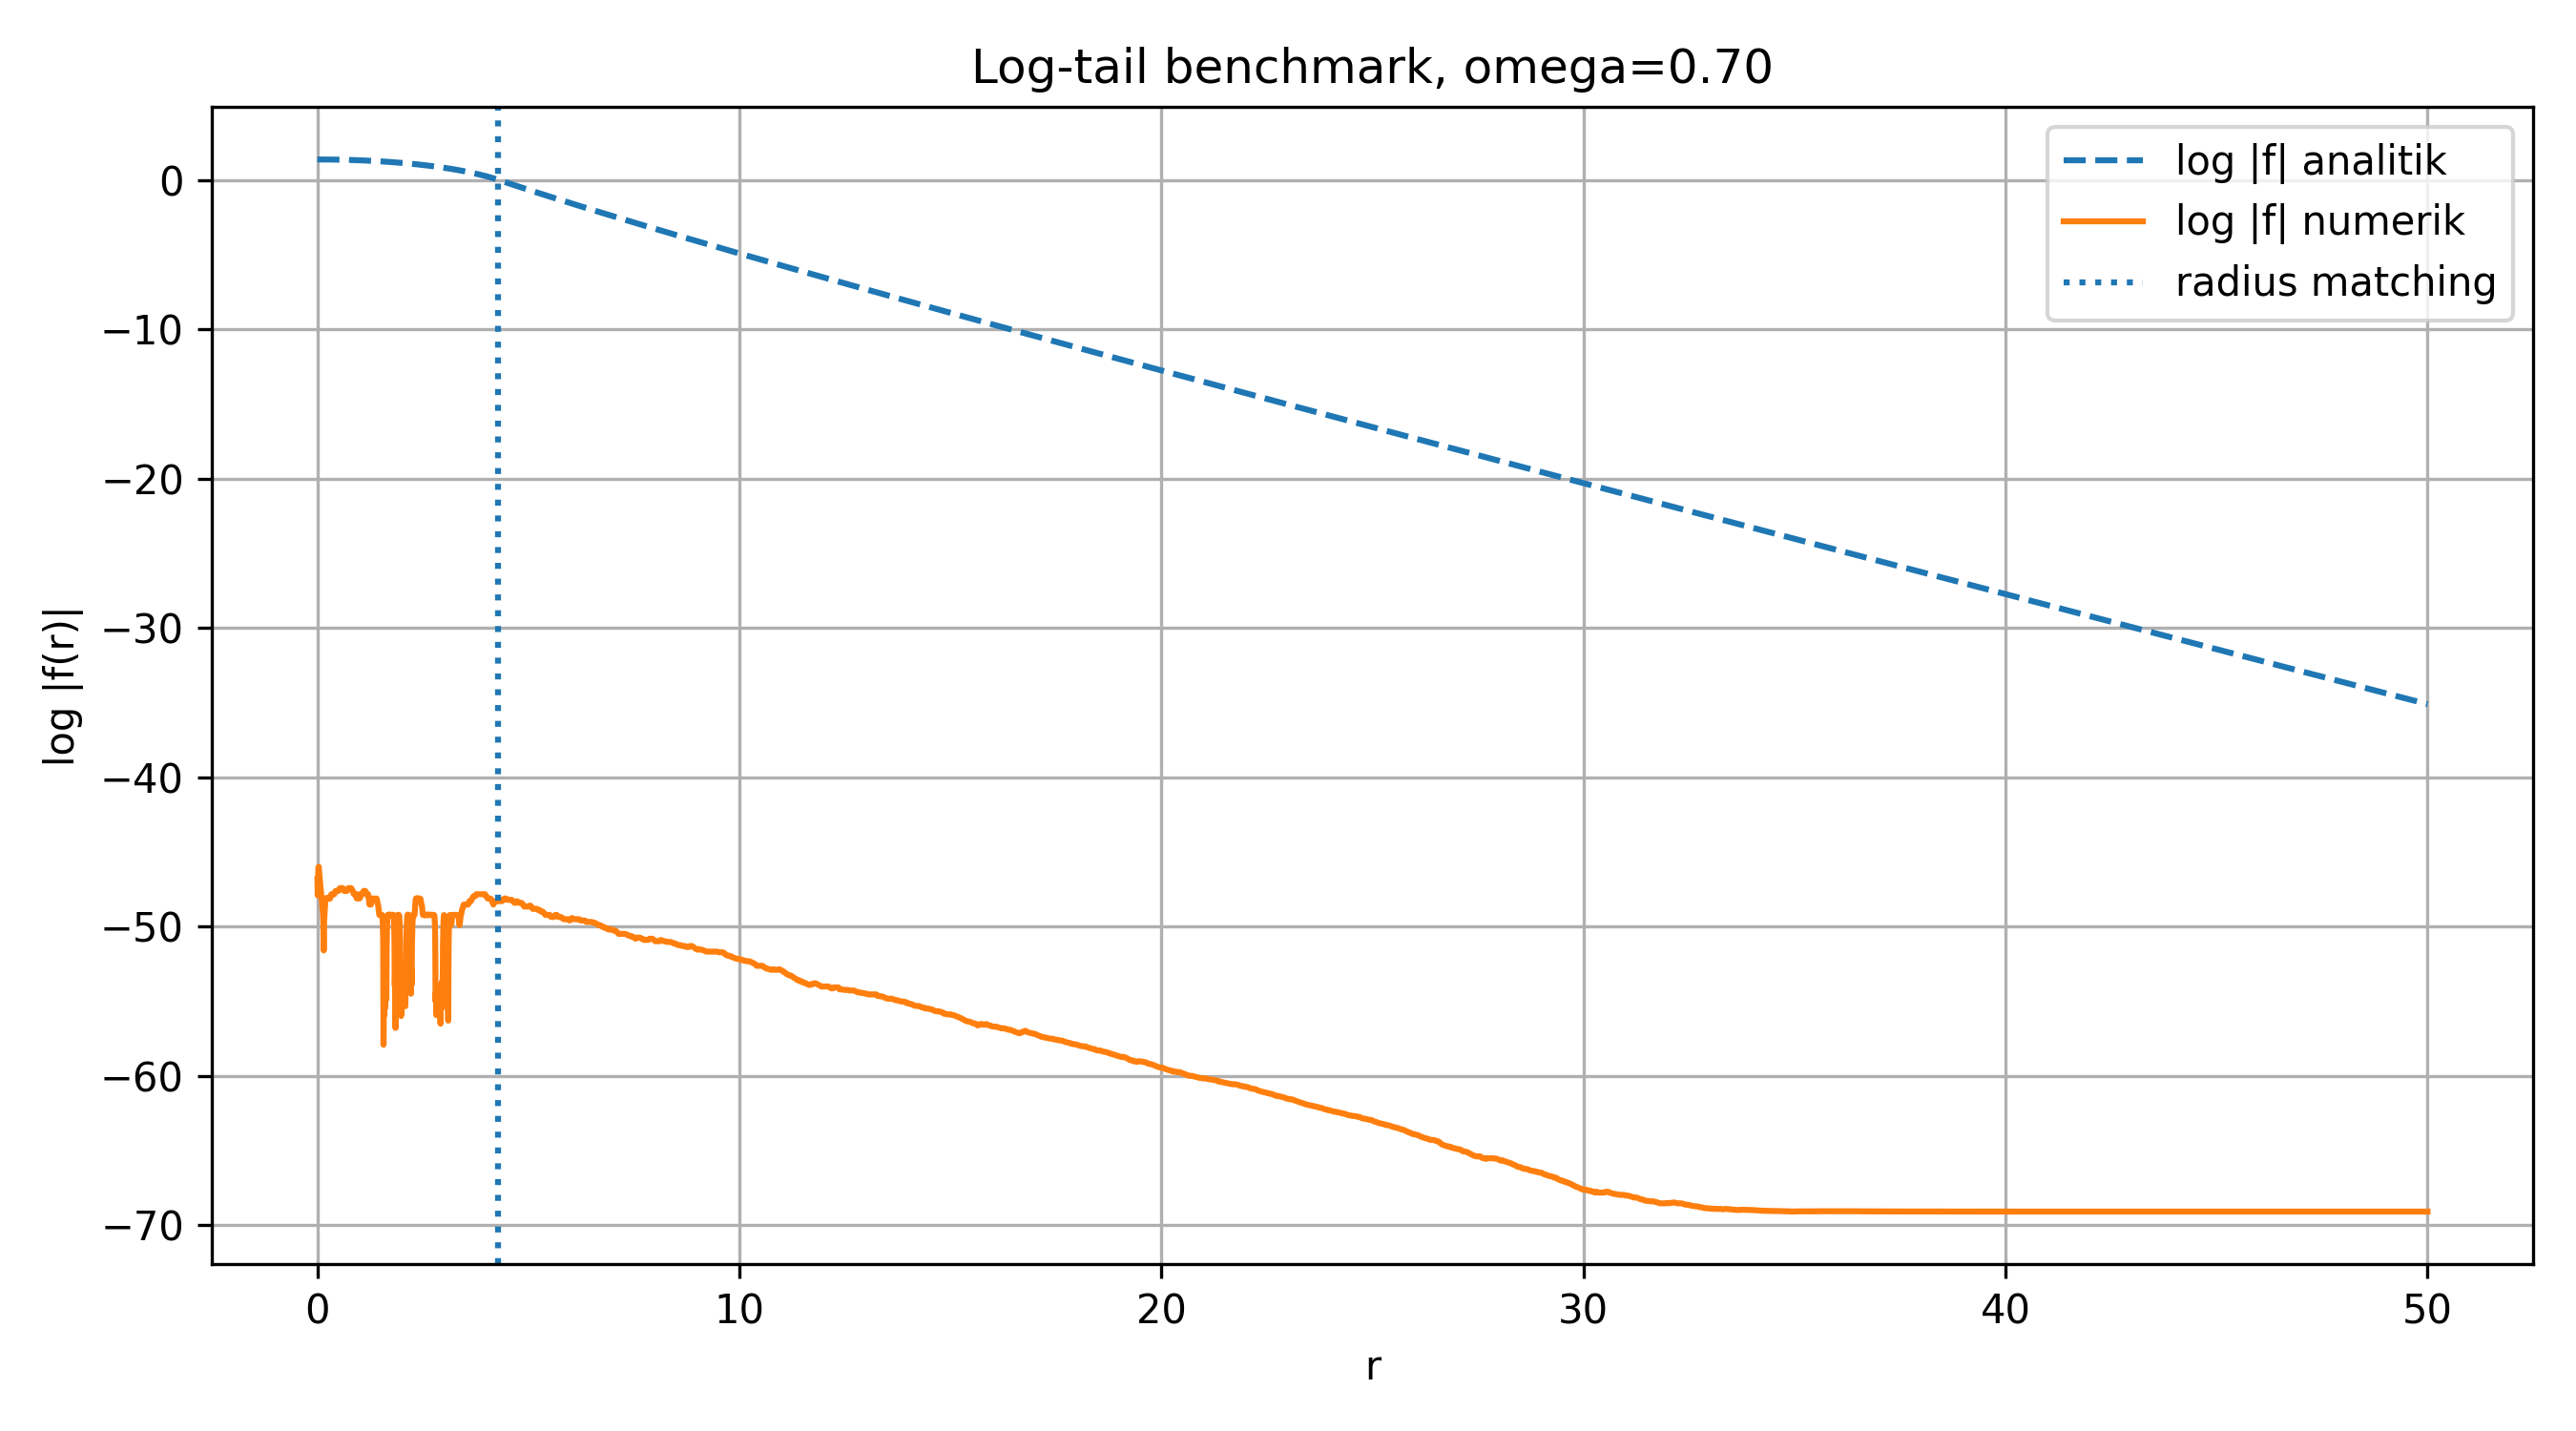 Log-tail benchmark, omega=0.70
log |f| analitik
log |f| numerik
radius matching
log |f(r)|
0
−10
−20
−30
−40
−50
−60
−70
0 10 20 30 40 50
r